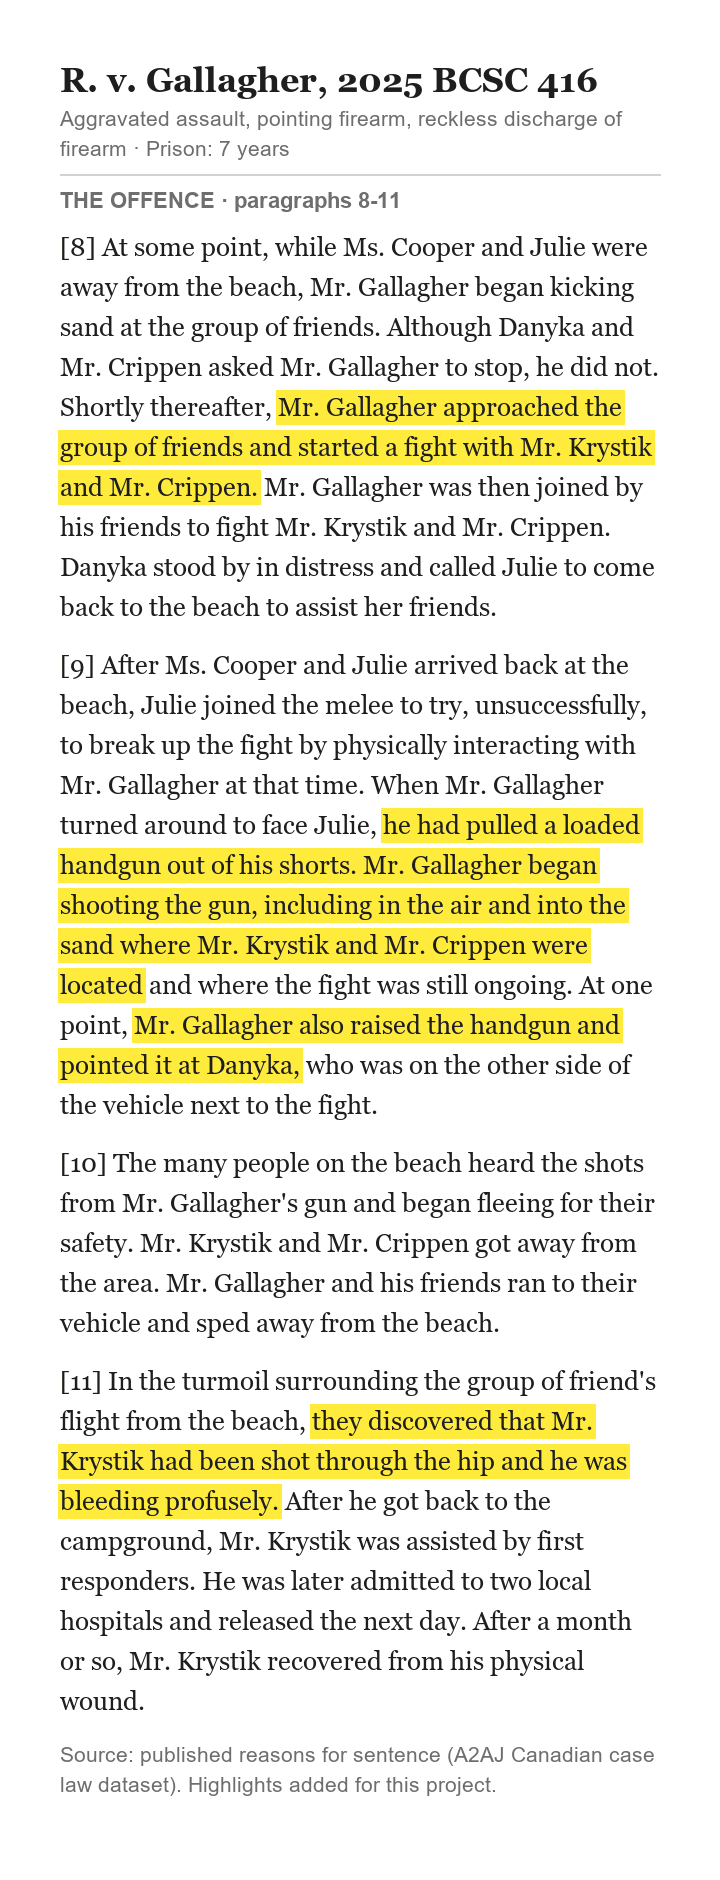 R. v. Gallagher, 2025 BCSC 416
Aggravated assault, pointing firearm, reckless discharge of
firearm · Prison: 7 years
THE OFFENCE · paragraphs 8-11
[8] At some point, while Ms. Cooper and Julie were
away from the beach, Mr. Gallagher began kicking
sand at the group of friends. Although Danyka and
Mr. Crippen asked Mr. Gallagher to stop, he did not.
Shortly thereafter, Mr. Gallagher approached the
group of friends and started a fight with Mr. Krystik
and Mr. Crippen. Mr. Gallagher was then joined by
his friends to fight Mr. Krystik and Mr. Crippen.
Danyka stood by in distress and called Julie to come
back to the beach to assist her friends.
[9] After Ms. Cooper and Julie arrived back at the
beach, Julie joined the melee to try, unsuccessfully,
to break up the fight by physically interacting with
Mr. Gallagher at that time. When Mr. Gallagher
turned around to face Julie, he had pulled a loaded
handgun out of his shorts. Mr. Gallagher began
shooting the gun, including in the air and into the
sand where Mr. Krystik and Mr. Crippen were
located and where the fight was still ongoing. At one
point, Mr. Gallagher also raised the handgun and
pointed it at Danyka, who was on the other side of
the vehicle next to the fight.
[10] The many people on the beach heard the shots
from Mr. Gallagher's gun and began fleeing for their
safety. Mr. Krystik and Mr. Crippen got away from
the area. Mr. Gallagher and his friends ran to their
vehicle and sped away from the beach.
[11] In the turmoil surrounding the group of friend's
flight from the beach, they discovered that Mr.
Krystik had been shot through the hip and he was
bleeding profusely. After he got back to the
campground, Mr. Krystik was assisted by first
responders. He was later admitted to two local
hospitals and released the next day. After a month
or so, Mr. Krystik recovered from his physical
wound.
Source: published reasons for sentence (A2AJ Canadian case
law dataset). Highlights added for this project.